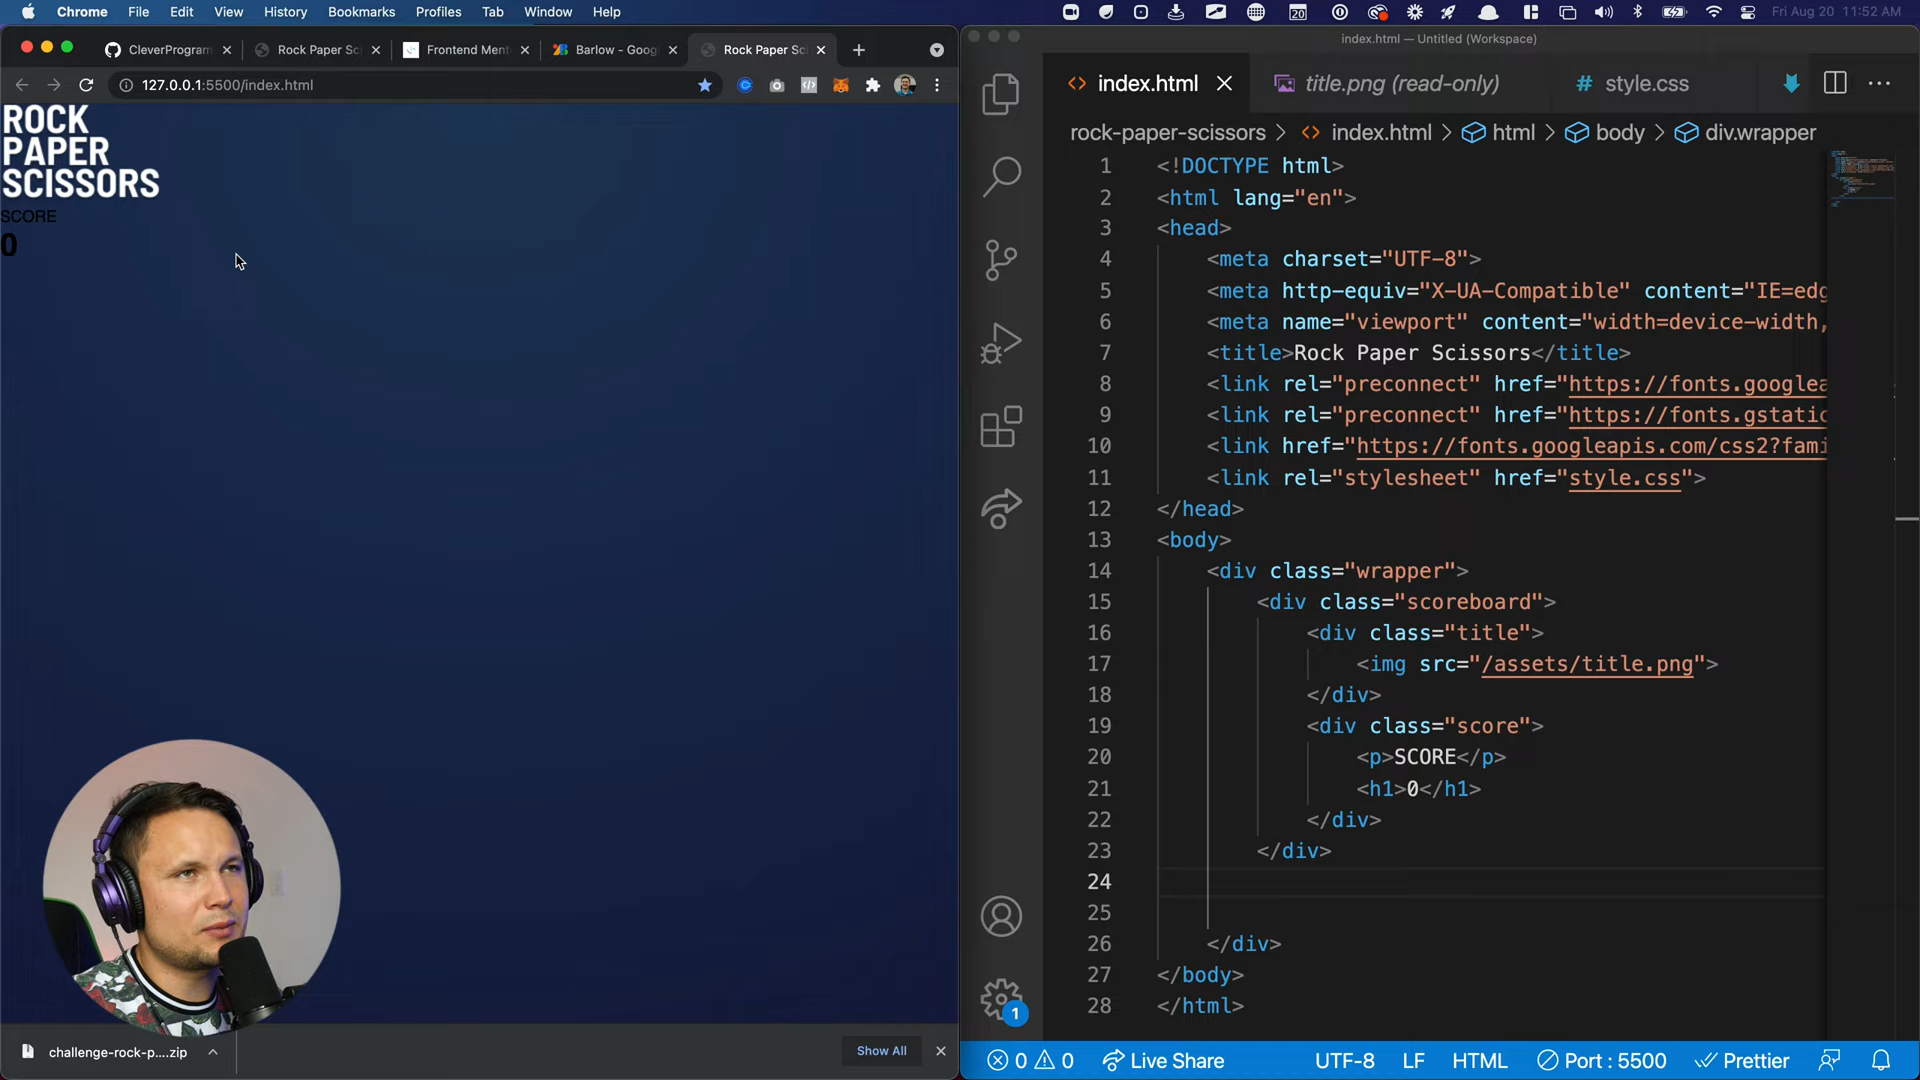 Chrome File Edit View History Bookmarks Profiles Tab Window Help
20 Fri Aug 20 11:52 AM
CleverProgram
Rock Paper Sci
Frontend Ment
Barlow - Goog
Rock Paper Sci
127.0.0.1:5500/index.html
ROCK
PAPER
SCISSORS
SCORE
0
challenge-rock-p....zip
Show All
index.html — Untitled (Workspace)
index.html
title.png (read-only)
# style.css
rock-paper-scissors > index.html > html > body > div.wrapper
1 <!DOCTYPE html>
2 <html lang="en">
3 <head>
4 <meta charset="UTF-8">
5 <meta http-equiv="X-UA-Compatible" content="IE=edg
6 <meta name="viewport" content="width=device-width,
7 <title>Rock Paper Scissors</title>
8 <link rel="preconnect" href="https://fonts.googlea
9 <link rel="preconnect" href="https://fonts.gstatic
10 <link href="https://fonts.googleapis.com/css2?fami
11 <link rel="stylesheet" href="style.css">
12 </head>
13 <body>
14 <div class="wrapper">
15 <div class="scoreboard">
16 <div class="title">
17 <img src="/assets/title.png">
18 </div>
19 <div class="score">
20 <p>SCORE</p>
21 <h1>0</h1>
22 </div>
23 </div>
24
25
26 </div>
27 </body>
28 </html>
1
0 0 Live Share UTF-8 LF HTML Port : 5500 Prettier